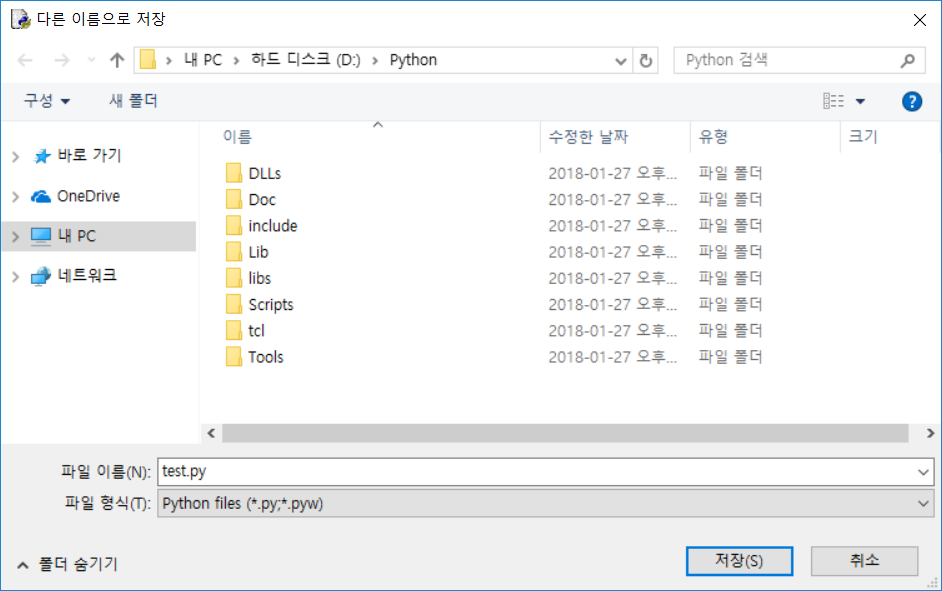 다른 이름으로 저장
내 PC 하드 디스크 (D:) Python Python 검색
구성 새 폴더 ?
이름 수정한 날짜 유형 크기
바로 가기
OneDrive
내 PC
네트워크
DLLs 2018-01-27 오후... 파일 폴더
Doc 2018-01-27 오후... 파일 폴더
include 2018-01-27 오후... 파일 폴더
Lib 2018-01-27 오후... 파일 폴더
libs 2018-01-27 오후... 파일 폴더
Scripts 2018-01-27 오후... 파일 폴더
tcl 2018-01-27 오후... 파일 폴더
Tools 2018-01-27 오후... 파일 폴더
파일 이름(N): test.py
파일 형식(T): Python files (*.py;*.pyw)
폴더 숨기기 저장(S) 취소